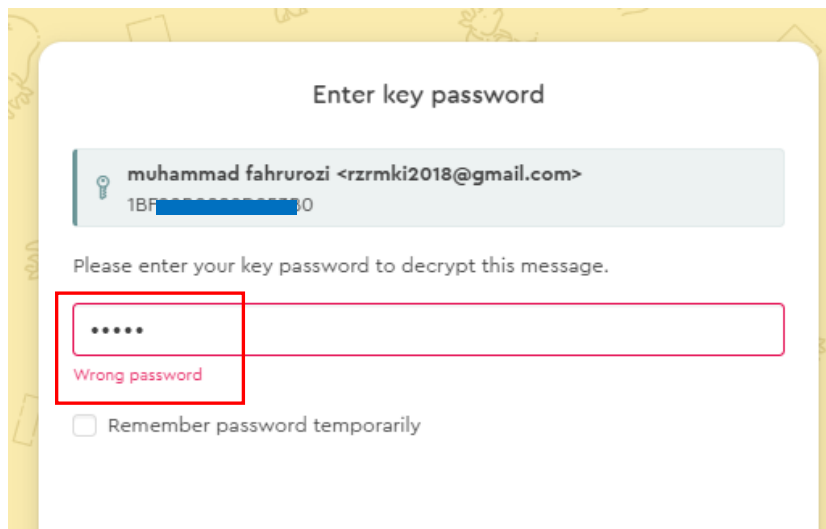 Enter key password
muhammad fahrurozi <rzrmki2018@gmail.com>
Please enter your key password to decrypt this message.
•••••
Wrong password
Remember password temporarily